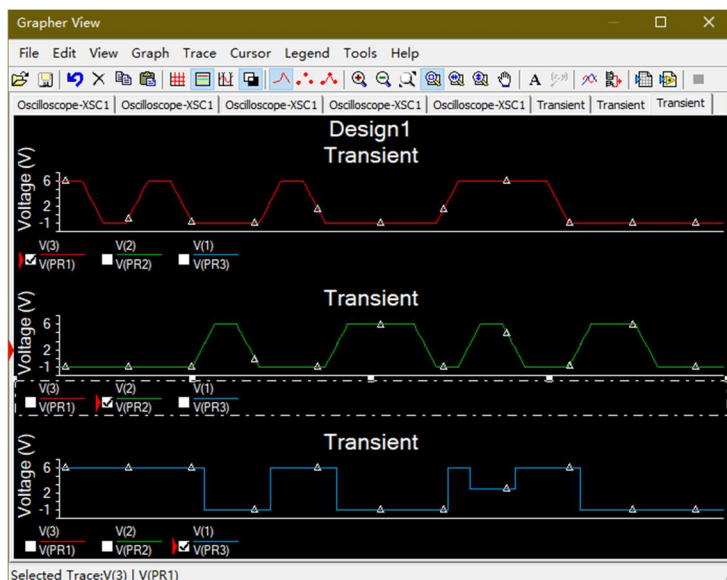 Grapher View
File Edit View Graph Trace Cursor Legend Tools Help
A (x,y)
Oscilloscope-XSC1 Oscilloscope-XSC1 Oscilloscope-XSC1 Oscilloscope-XSC1 Oscilloscope-XSC1 Transient Transient Transient
Design1
Transient
Voltage (V)
6
2
-1
V(3) V(2) V(1)
V(PR1) V(PR2) V(PR3)
Transient
Voltage (V)
6
2
-1
V(3) V(2) V(1)
V(PR1) V(PR2) V(PR3)
Transient
Voltage (V)
6
2
-1
V(3) V(2) V(1)
V(PR1) V(PR2) V(PR3)
Selected Trace:V(3) | V(PR1)